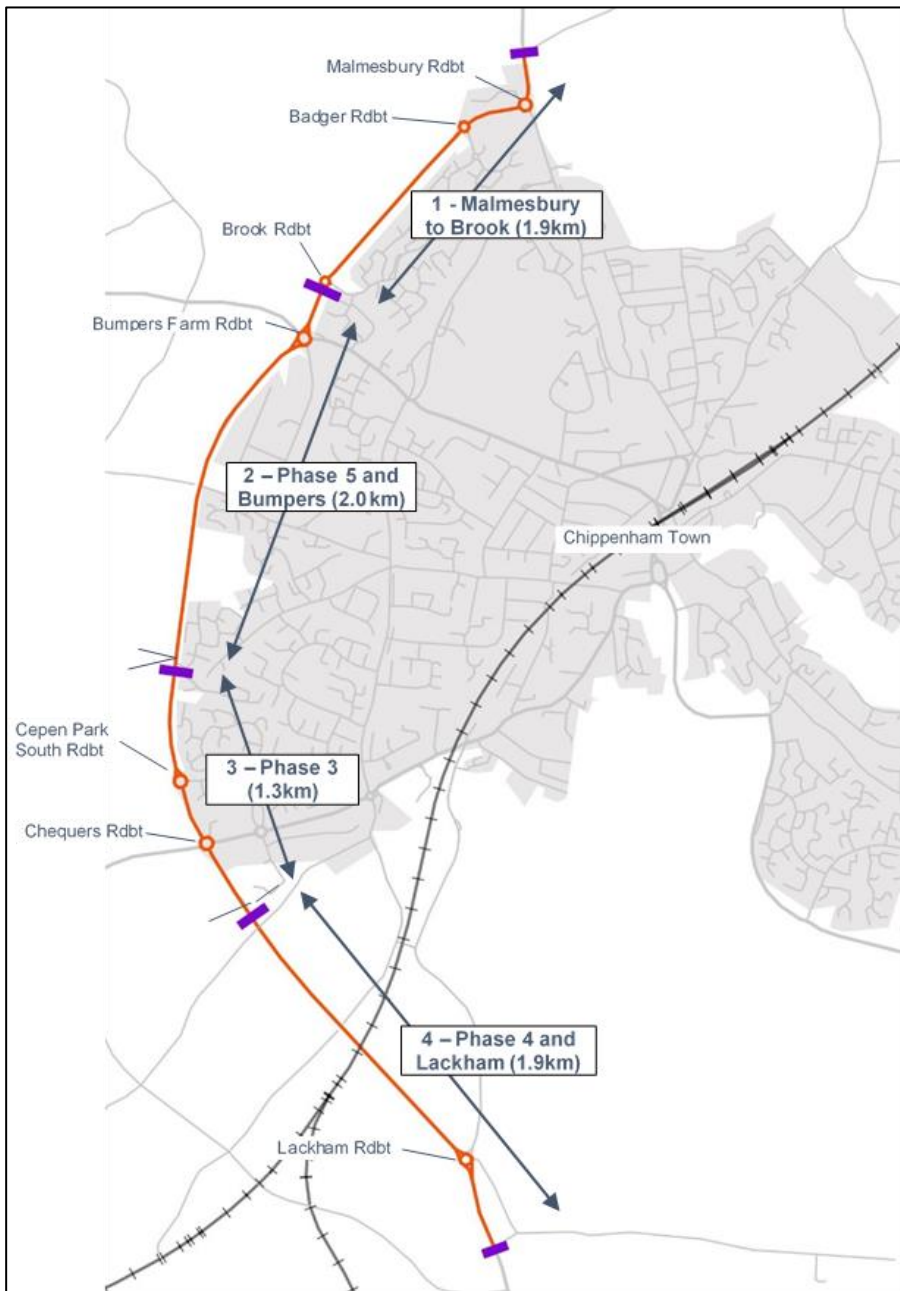 Malmesbury Rdbt
Badger Rdbt
1 - Malmesbury
to Brook (1.9km)
Brook Rdbt
Bumpers Farm Rdbt
2 – Phase 5 and
Bumpers (2.0km)
Chippenham Town
Cepen Park
South Rdbt
3 – Phase 3
(1.3km)
Chequers Rdbt
4 – Phase 4 and
Lackham (1.9km)
Lackham Rdbt